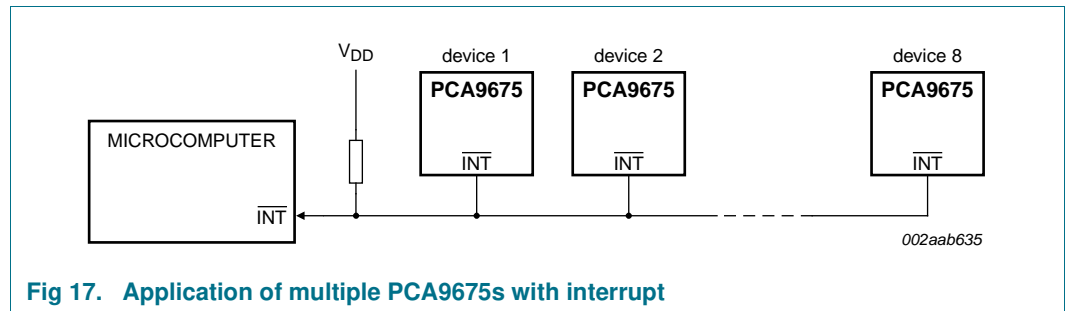 V_DD
device 1
device 2
device 8
PCA9675
PCA9675
PCA9675
MICROCOMPUTER
INT
INT
INT
INT
002aab635
Fig 17. Application of multiple PCA9675s with interrupt